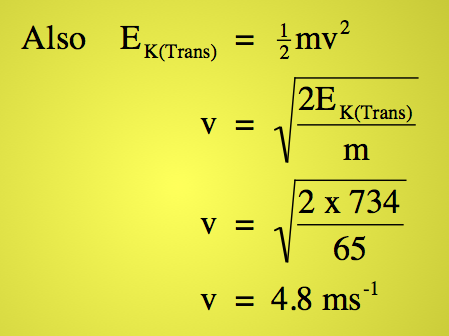 Also E_K(Trans) = ½mv²
v = √(2E_K(Trans) / m)
v = √(2 x 734 / 65)
v = 4.8 ms⁻¹